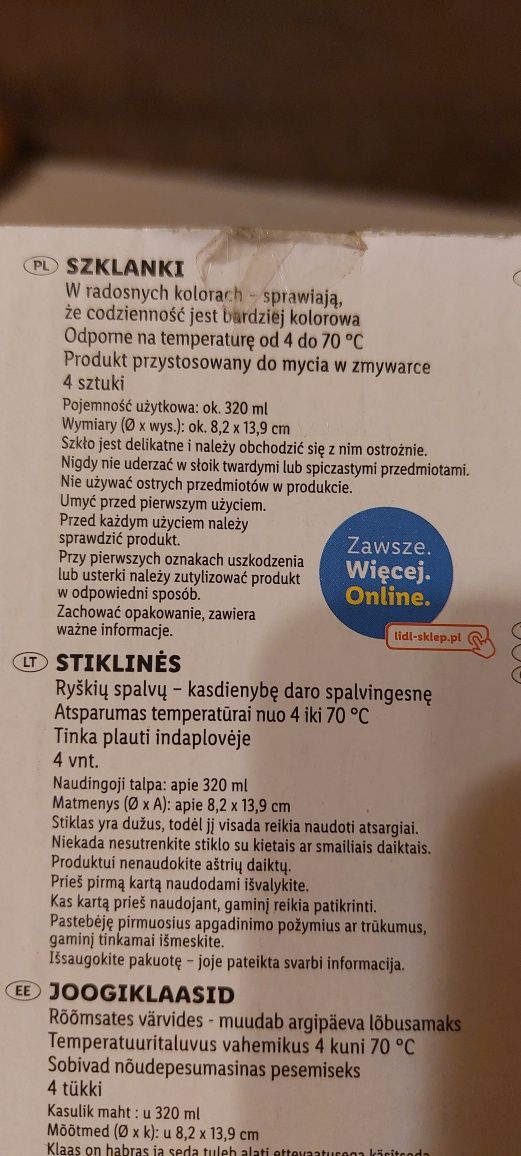 PL SZKLANKI
W radosnych kolorach – sprawiają,
że codzienność jest bardziej kolorowa
Odporne na temperaturę od 4 do 70 °C
Produkt przystosowany do mycia w zmywarce
4 sztuki
Pojemność użytkowa: ok. 320 ml
Wymiary (Ø x wys.): ok. 8,2 x 13,9 cm
Szkło jest delikatne i należy obchodzić się z nim ostrożnie.
Nigdy nie uderzać w słoik twardymi lub spiczastymi przedmiotami.
Nie używać ostrych przedmiotów w produkcie.
Umyć przed pierwszym użyciem.
Przed każdym użyciem należy
sprawdzić produkt.
Przy pierwszych oznakach uszkodzenia
lub usterki należy zutylizować produkt
w odpowiedni sposób.
Zachować opakowanie, zawiera
ważne informacje.
Zawsze.
Więcej.
Online.
lidl-sklep.pl
LT STIKLINĖS
Ryškių spalvų – kasdienybę daro spalvingesnę
Atsparumas temperatūrai nuo 4 iki 70 °C
Tinka plauti indaplovėje
4 vnt.
Naudingoji talpa: apie 320 ml
Matmenys (Ø x A): apie 8,2 x 13,9 cm
Stiklas yra dužus, todėl jį visada reikia naudoti atsargiai.
Niekada nesutrenkite stiklo su kietais ar smailiais daiktais.
Produktui nenaudokite aštrių daiktų.
Prieš pirmą kartą naudodami išvalykite.
Kas kartą prieš naudojant, gaminį reikia patikrinti.
Pastebėję pirmuosius apgadinimo požymius ar trūkumus,
gaminį tinkamai išmeskite.
Išsaugokite pakuotę – joje pateikta svarbi informacija.
EE JOOGIKLAASID
Rõõmsates värvides - muudab argipäeva lõbusamaks
Temperatuuritaluvus vahemikus 4 kuni 70 °C
Sobivad nõudepesumasinas pesemiseks
4 tükki
Kasulik maht : u 320 ml
Mõõtmed (Ø x k): u 8,2 x 13,9 cm
Klaas on habras ja seda tuleb alati ettevaatusega käsitseda